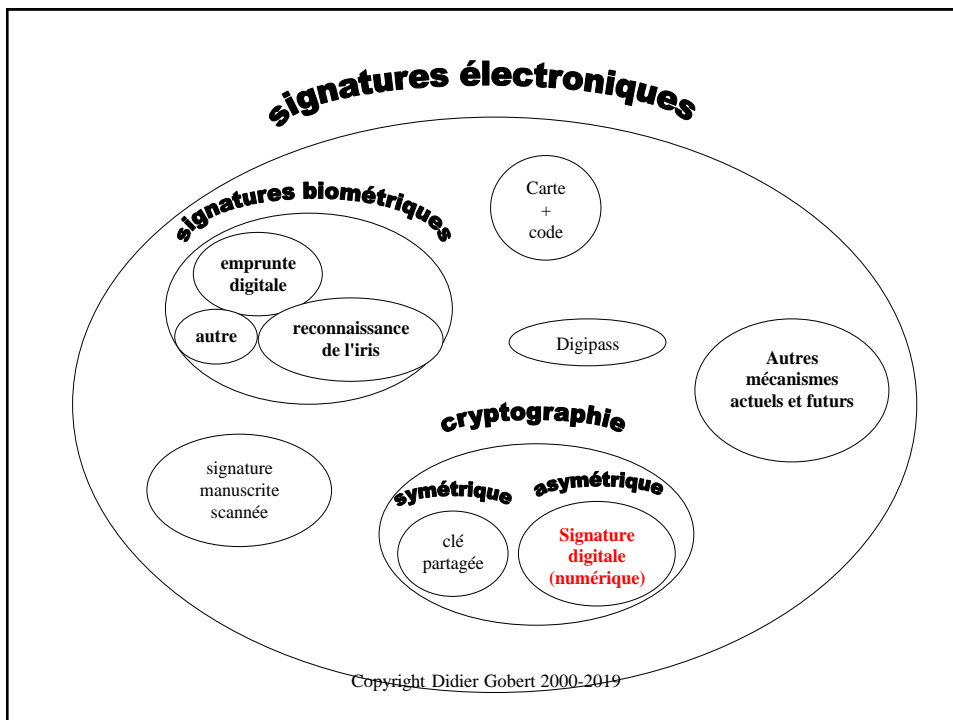 signatures électroniques
signatures biométriques
emprunte
digitale
autre
reconnaissance
de l'iris
Carte
+
code
Digipass
Autres
mécanismes
actuels et futurs
signature
manuscrite
scannée
cryptographie
symétrique
clé
partagée
asymétrique
Signature
digitale
(numérique)
Copyright Didier Gobert 2000-2019